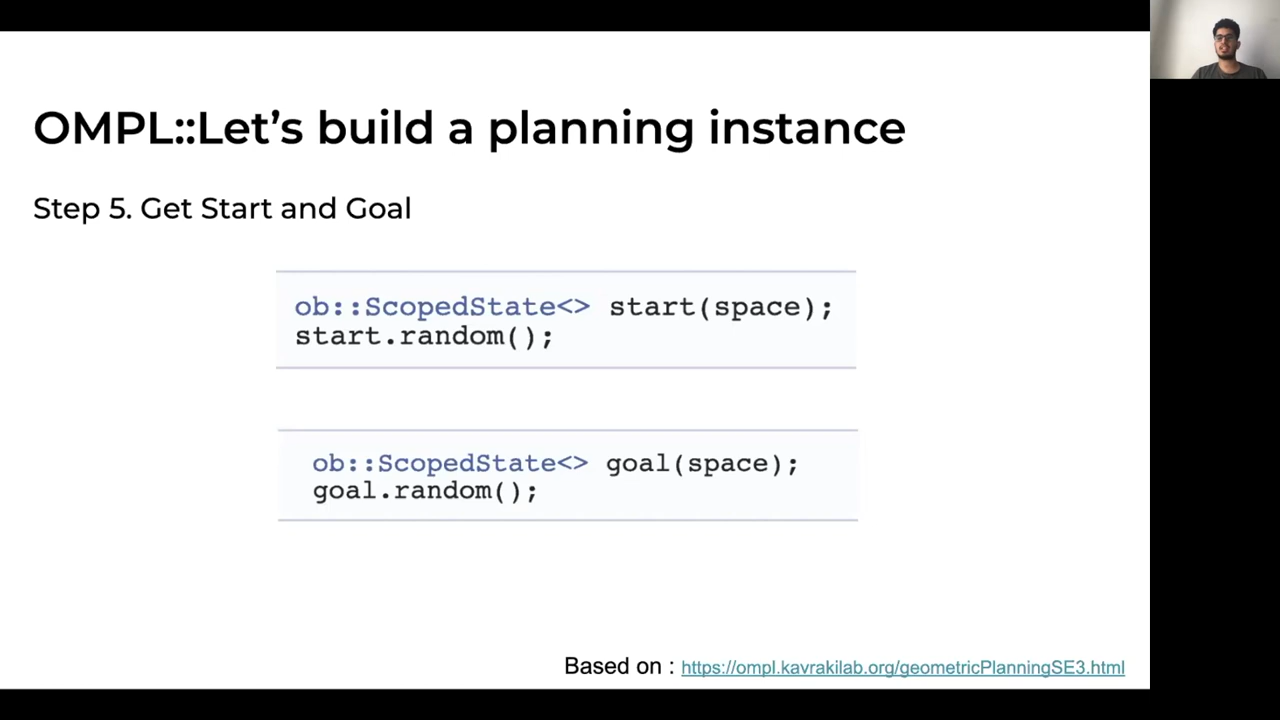 OMPL::Let’s build a planning instance
Step 5. Get Start and Goal
ob::ScopedState<> start(space);
start.random();
ob::ScopedState<> goal(space);
goal.random();
Based on : https://ompl.kavrakilab.org/geometricPlanningSE3.html